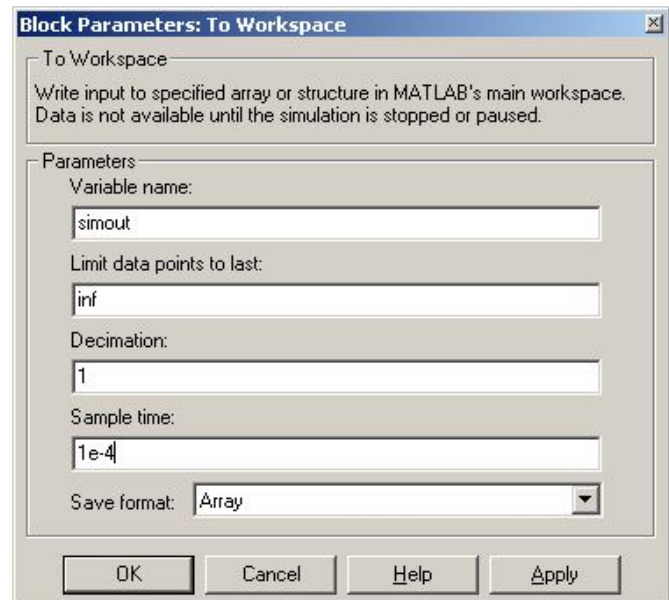 Block Parameters: To Workspace
To Workspace
Write input to specified array or structure in MATLAB's main workspace.
Data is not available until the simulation is stopped or paused.
Parameters
Variable name:
simout
Limit data points to last:
inf
Decimation:
1
Sample time:
1e-4
Save format: Array
OK Cancel Help Apply